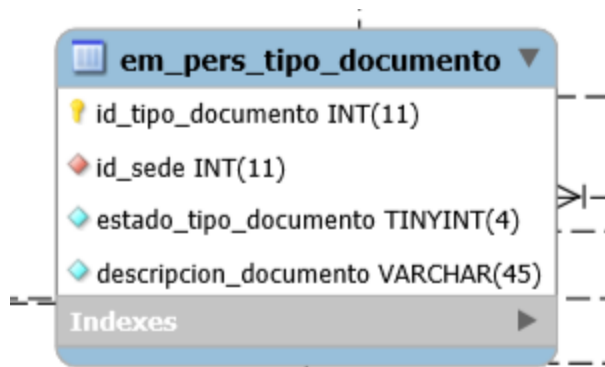 em_pers_tipo_documento
id_tipo_documento INT(11)
id_sede INT(11)
estado_tipo_documento TINYINT(4)
descripcion_documento VARCHAR(45)
Indexes